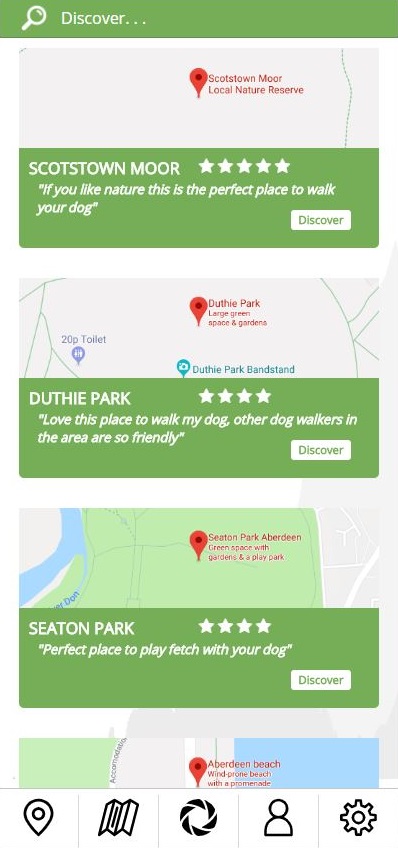 Discover. . .
Scotstown Moor
Local Nature Reserve
SCOTSTOWN MOOR
"If you like nature this is the perfect place to walk
your dog"
Discover
Duthie Park
Large green
space & gardens
20p Toilet
Duthie Park Bandstand
DUTHIE PARK
"Love this place to walk my dog, other dog walkers in
the area are so friendly"
Discover
Seaton Park Aberdeen
Green space with
gardens & a play park
Don
SEATON PARK
"Perfect place to play fetch with your dog"
Discover
Aberdeen beach
Wind-prone beach
with a promenade